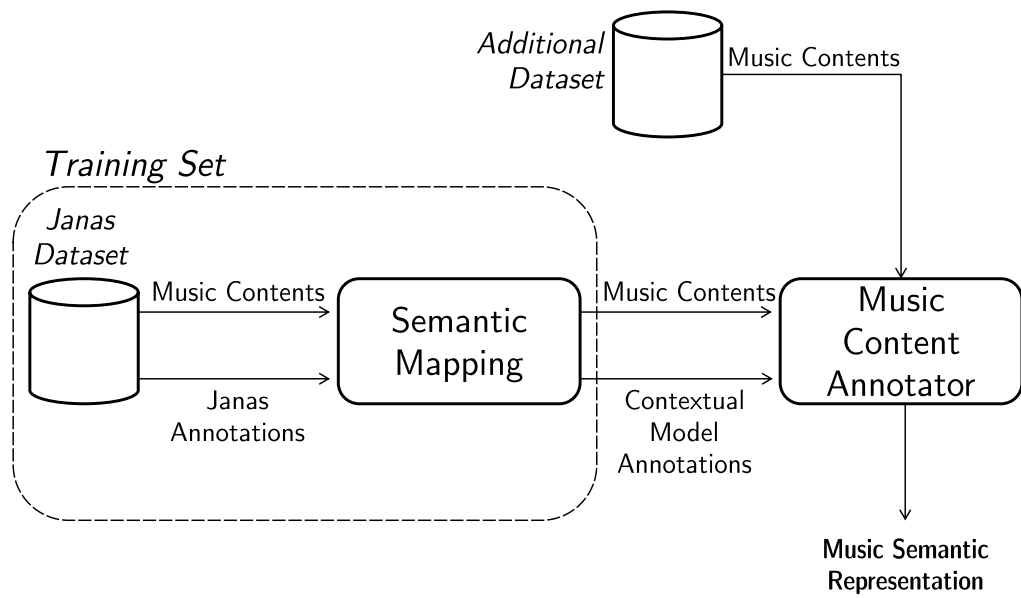 Additional
Dataset
Music Contents
Training Set
Janas
Dataset
Music Contents
Janas
Annotations
Semantic
Mapping
Music Contents
Contextual
Model
Annotations
Music
Content
Annotator
Music Semantic
Representation